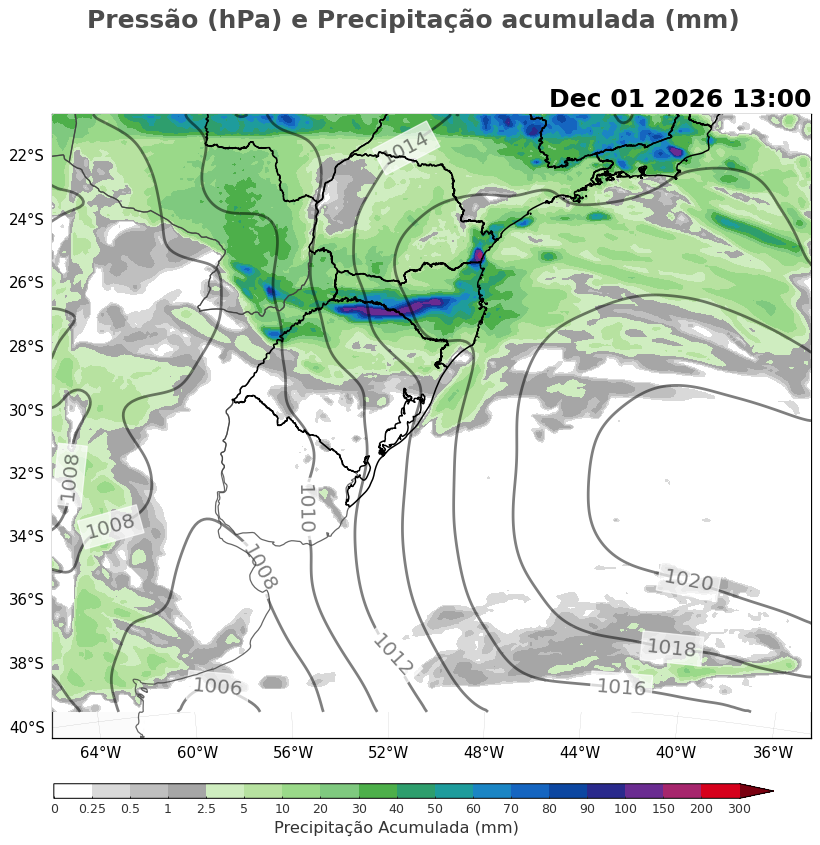 Pressão (hPa) e Precipitação acumulada (mm)
Dec 01 2026 13:00
22°S
24°S
26°S
28°S
30°S
32°S
34°S
36°S
38°S
40°S
1014
1008
1008
1010
1008
1006
1012
1020
1018
1016
64°W 60°W 56°W 52°W 48°W 44°W 40°W 36°W
0 0.25 0.5 1 2.5 5 10 20 30 40 50 60 70 80 90 100 150 200 300
Precipitação Acumulada (mm)